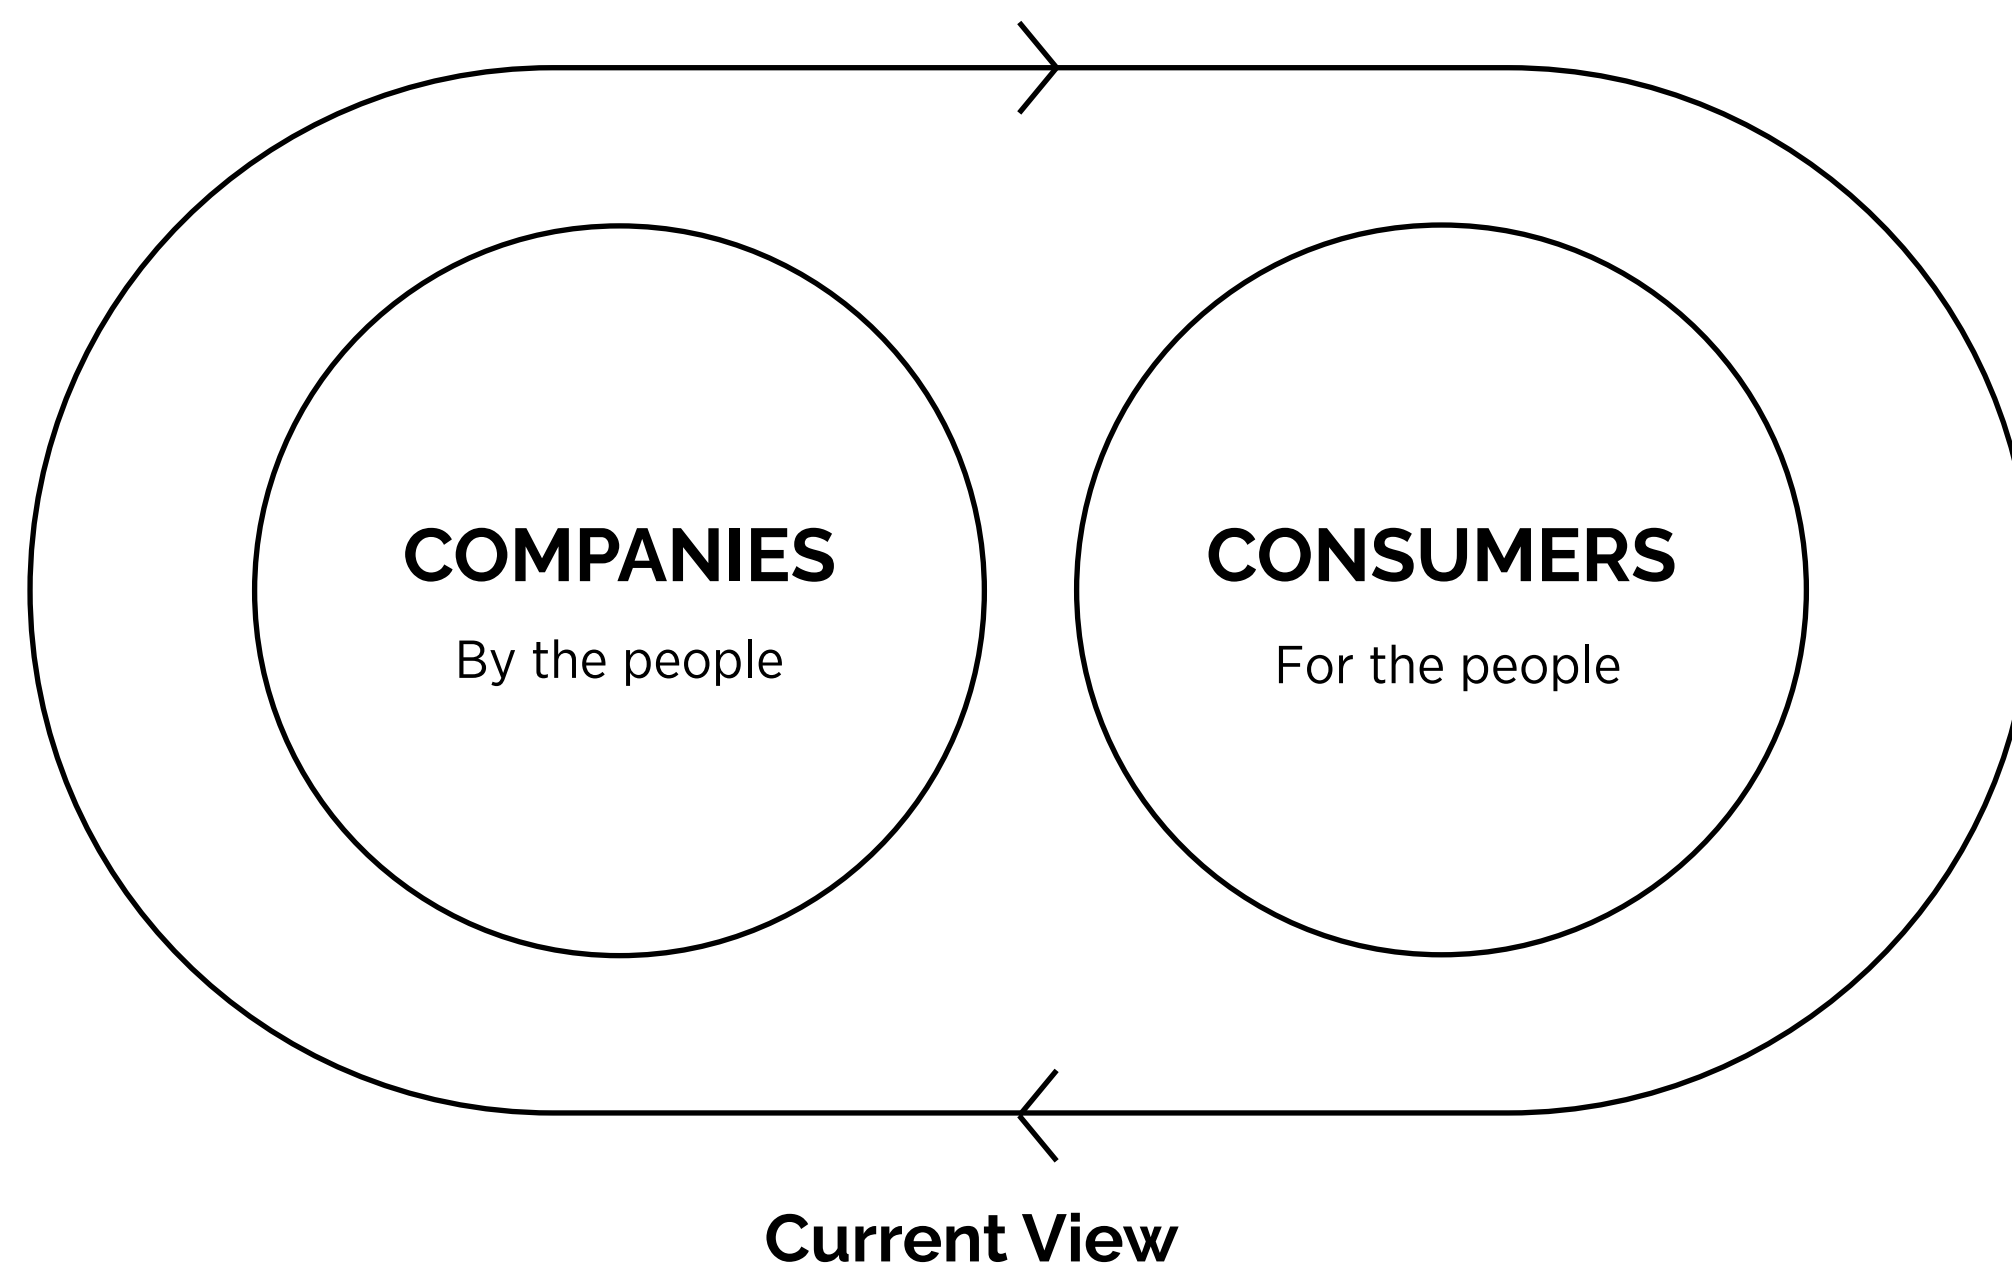 COMPANIES
By the people
CONSUMERS
For the people
Current View